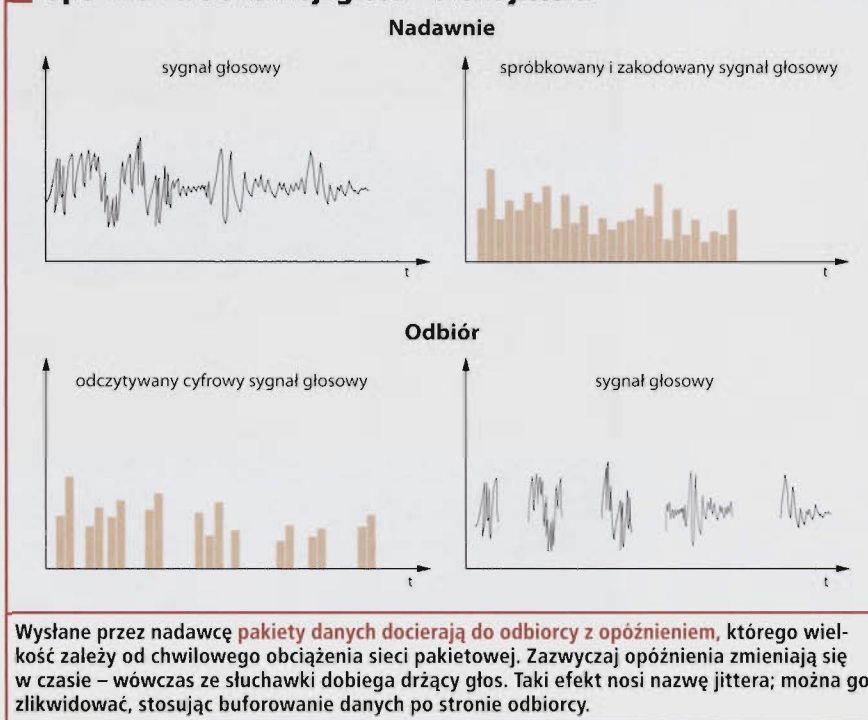 Nadawnie
sygnał głosowy
spróbkowany i zakodowany sygnał głosowy
t
t
Odbiór
odczytywany cyfrowy sygnał głosowy
sygnał głosowy
t
t
Wysłane przez nadawcę pakiety danych docierają do odbiorcy z opóźnieniem, którego wiel-
kość zależy od chwilowego obciążenia sieci pakietowej. Zazwyczaj opóźnienia zmieniają się
w czasie – wówczas ze słuchawki dobiega drżący głos. Taki efekt nosi nazwę jittera; można go
zlikwidować, stosując buforowanie danych po stronie odbiorcy.